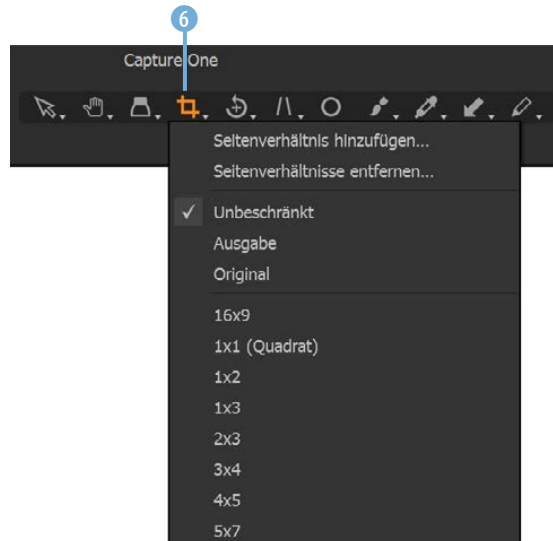 6
Capture One
Seitenverhältnis hinzufügen...
Seitenverhältnisse entfernen...
✓ Unbeschränkt
Ausgabe
Original
16x9
1x1 (Quadrat)
1x2
1x3
2x3
3x4
4x5
5x7